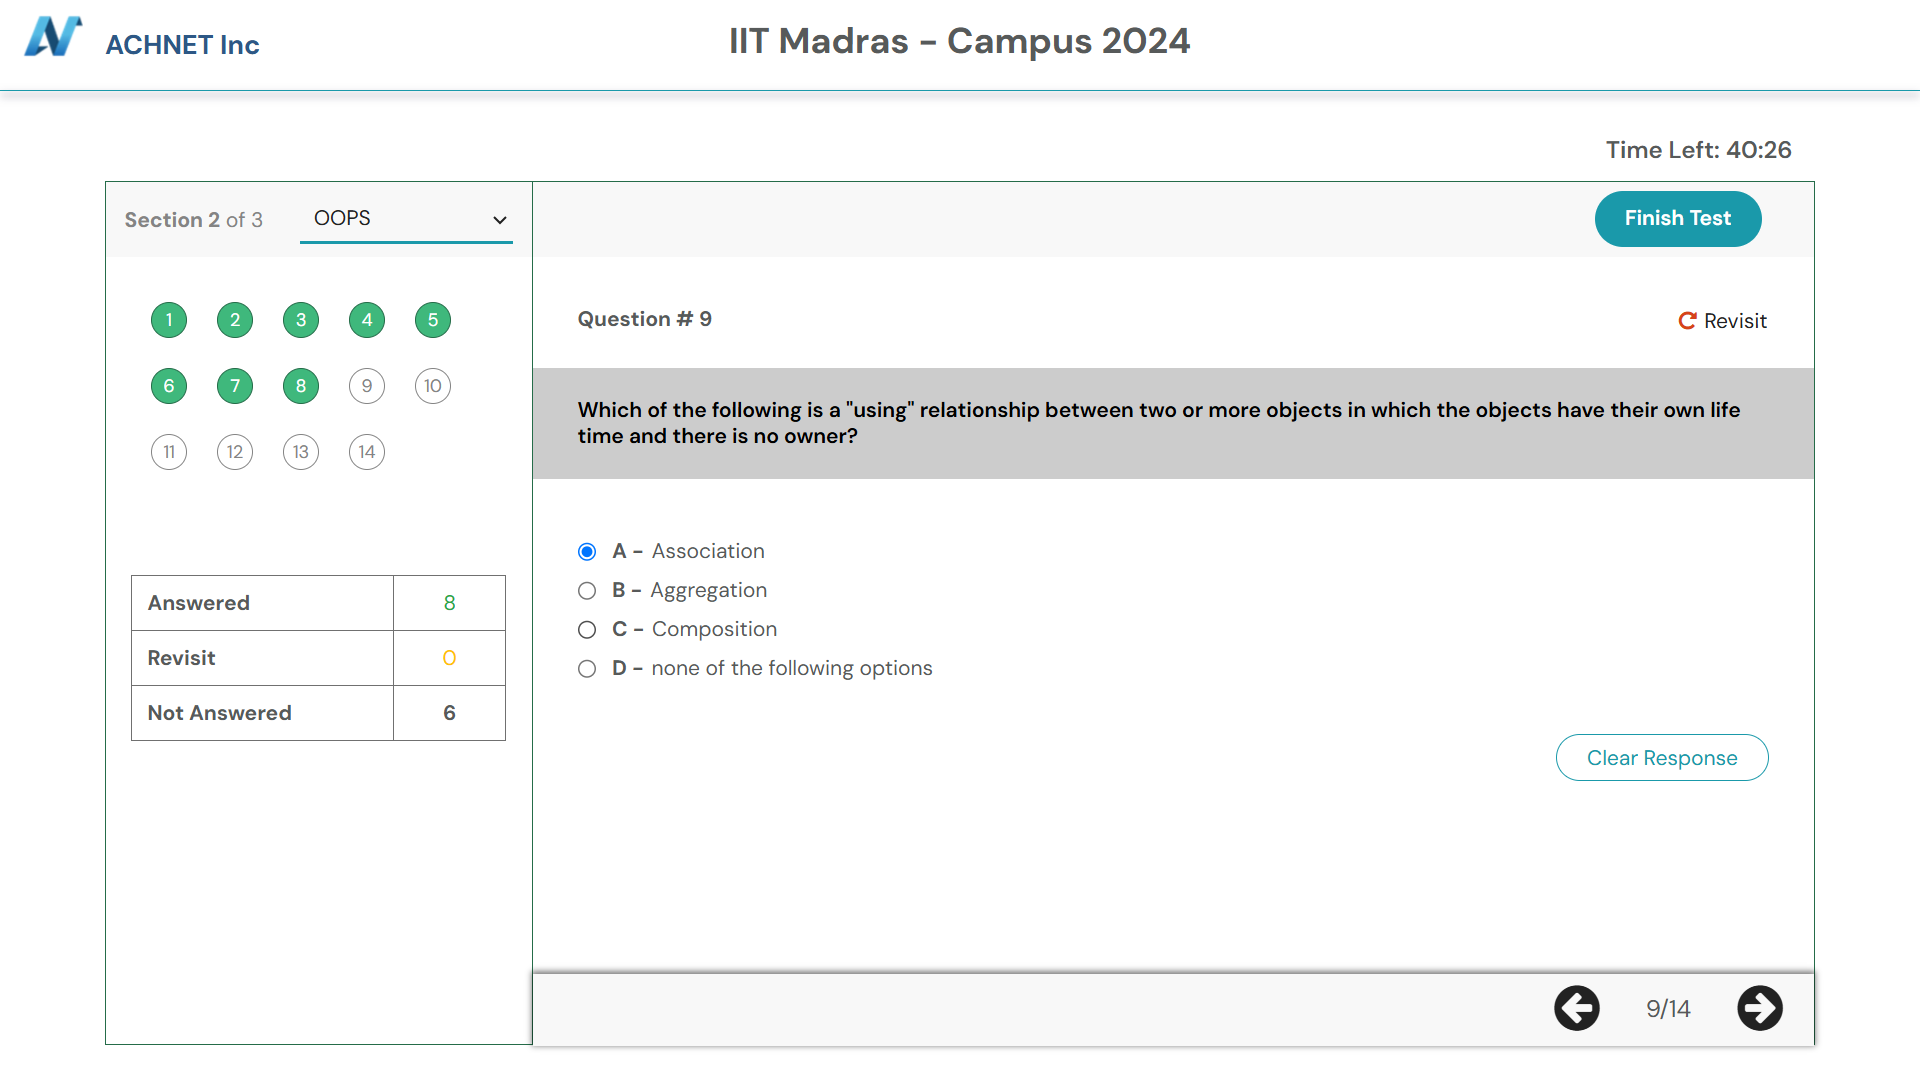 ACHNET Inc
IIT Madras - Campus 2024
Time Left: 40:26
Section 2 of 3
OOPS
Finish Test
1 2 3 4 5
6 7 8 9 10
11 12 13 14
Answered 8
Revisit 0
Not Answered 6
Question # 9
Revisit
Which of the following is a "using" relationship between two or more objects in which the objects have their own life
time and there is no owner?
A - Association
B - Aggregation
C - Composition
D - none of the following options
Clear Response
9/14